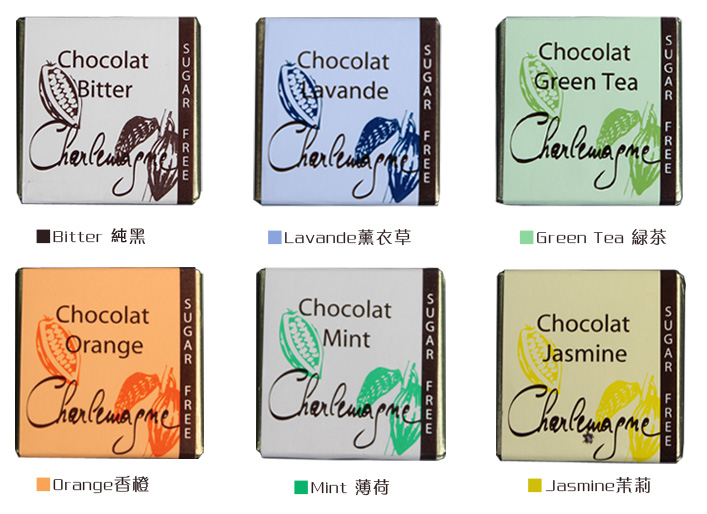 Chocolat
Bitter
SUGAR FREE
Charlemagne
Chocolat
Lavande
SUGAR FREE
Charlemagne
Chocolat
Green Tea
SUGAR FREE
Charlemagne
Bitter 純黑
Lavande薰衣草
Green Tea 緑茶
Chocolat
Orange
SUGAR FREE
Charlemagne
Chocolat
Mint
SUGAR FREE
Charlemagne
Chocolat
Jasmine
SUGAR FREE
Charlemagne
Orange香橙
Mint 薄荷
Jasmine茉莉